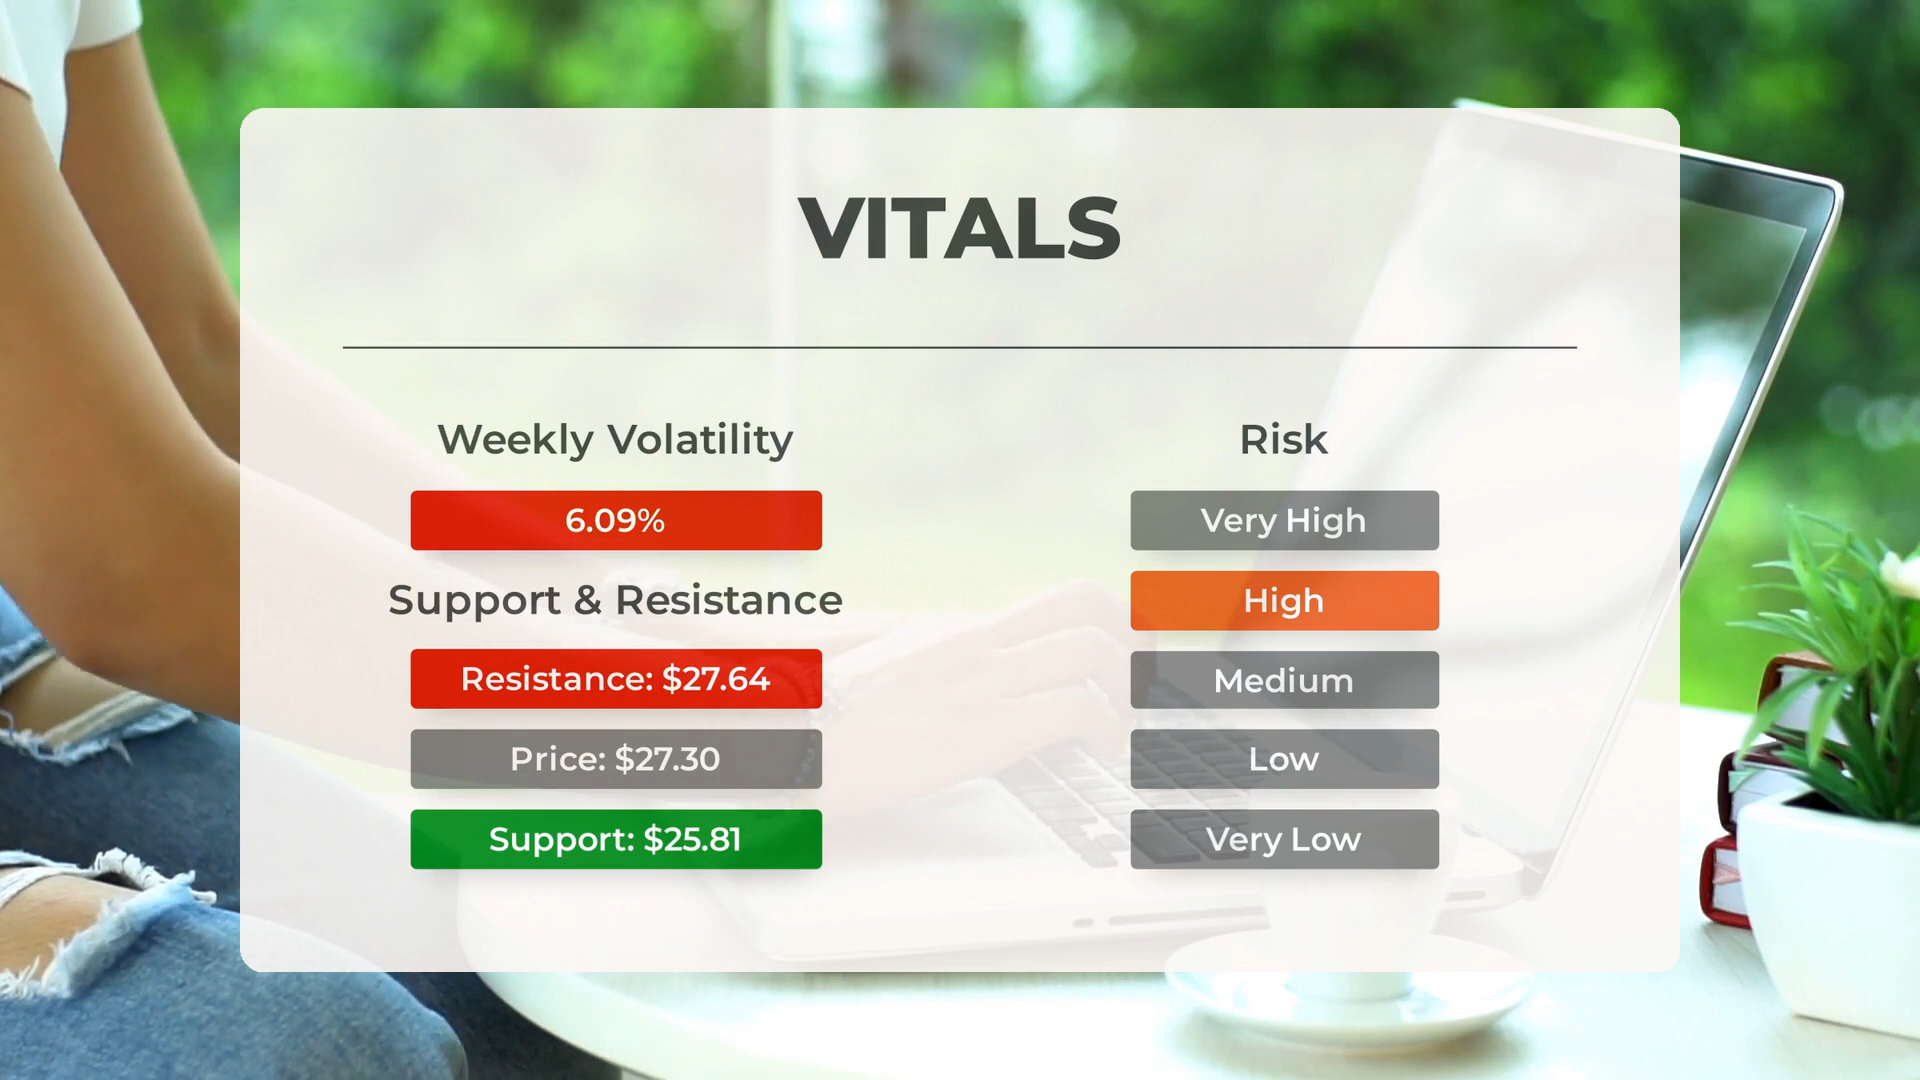 VITALS
Weekly Volatility
6.09%
Support & Resistance
Resistance: $27.64
Price: $27.30
Support: $25.81
Risk
Very High
High
Medium
Low
Very Low